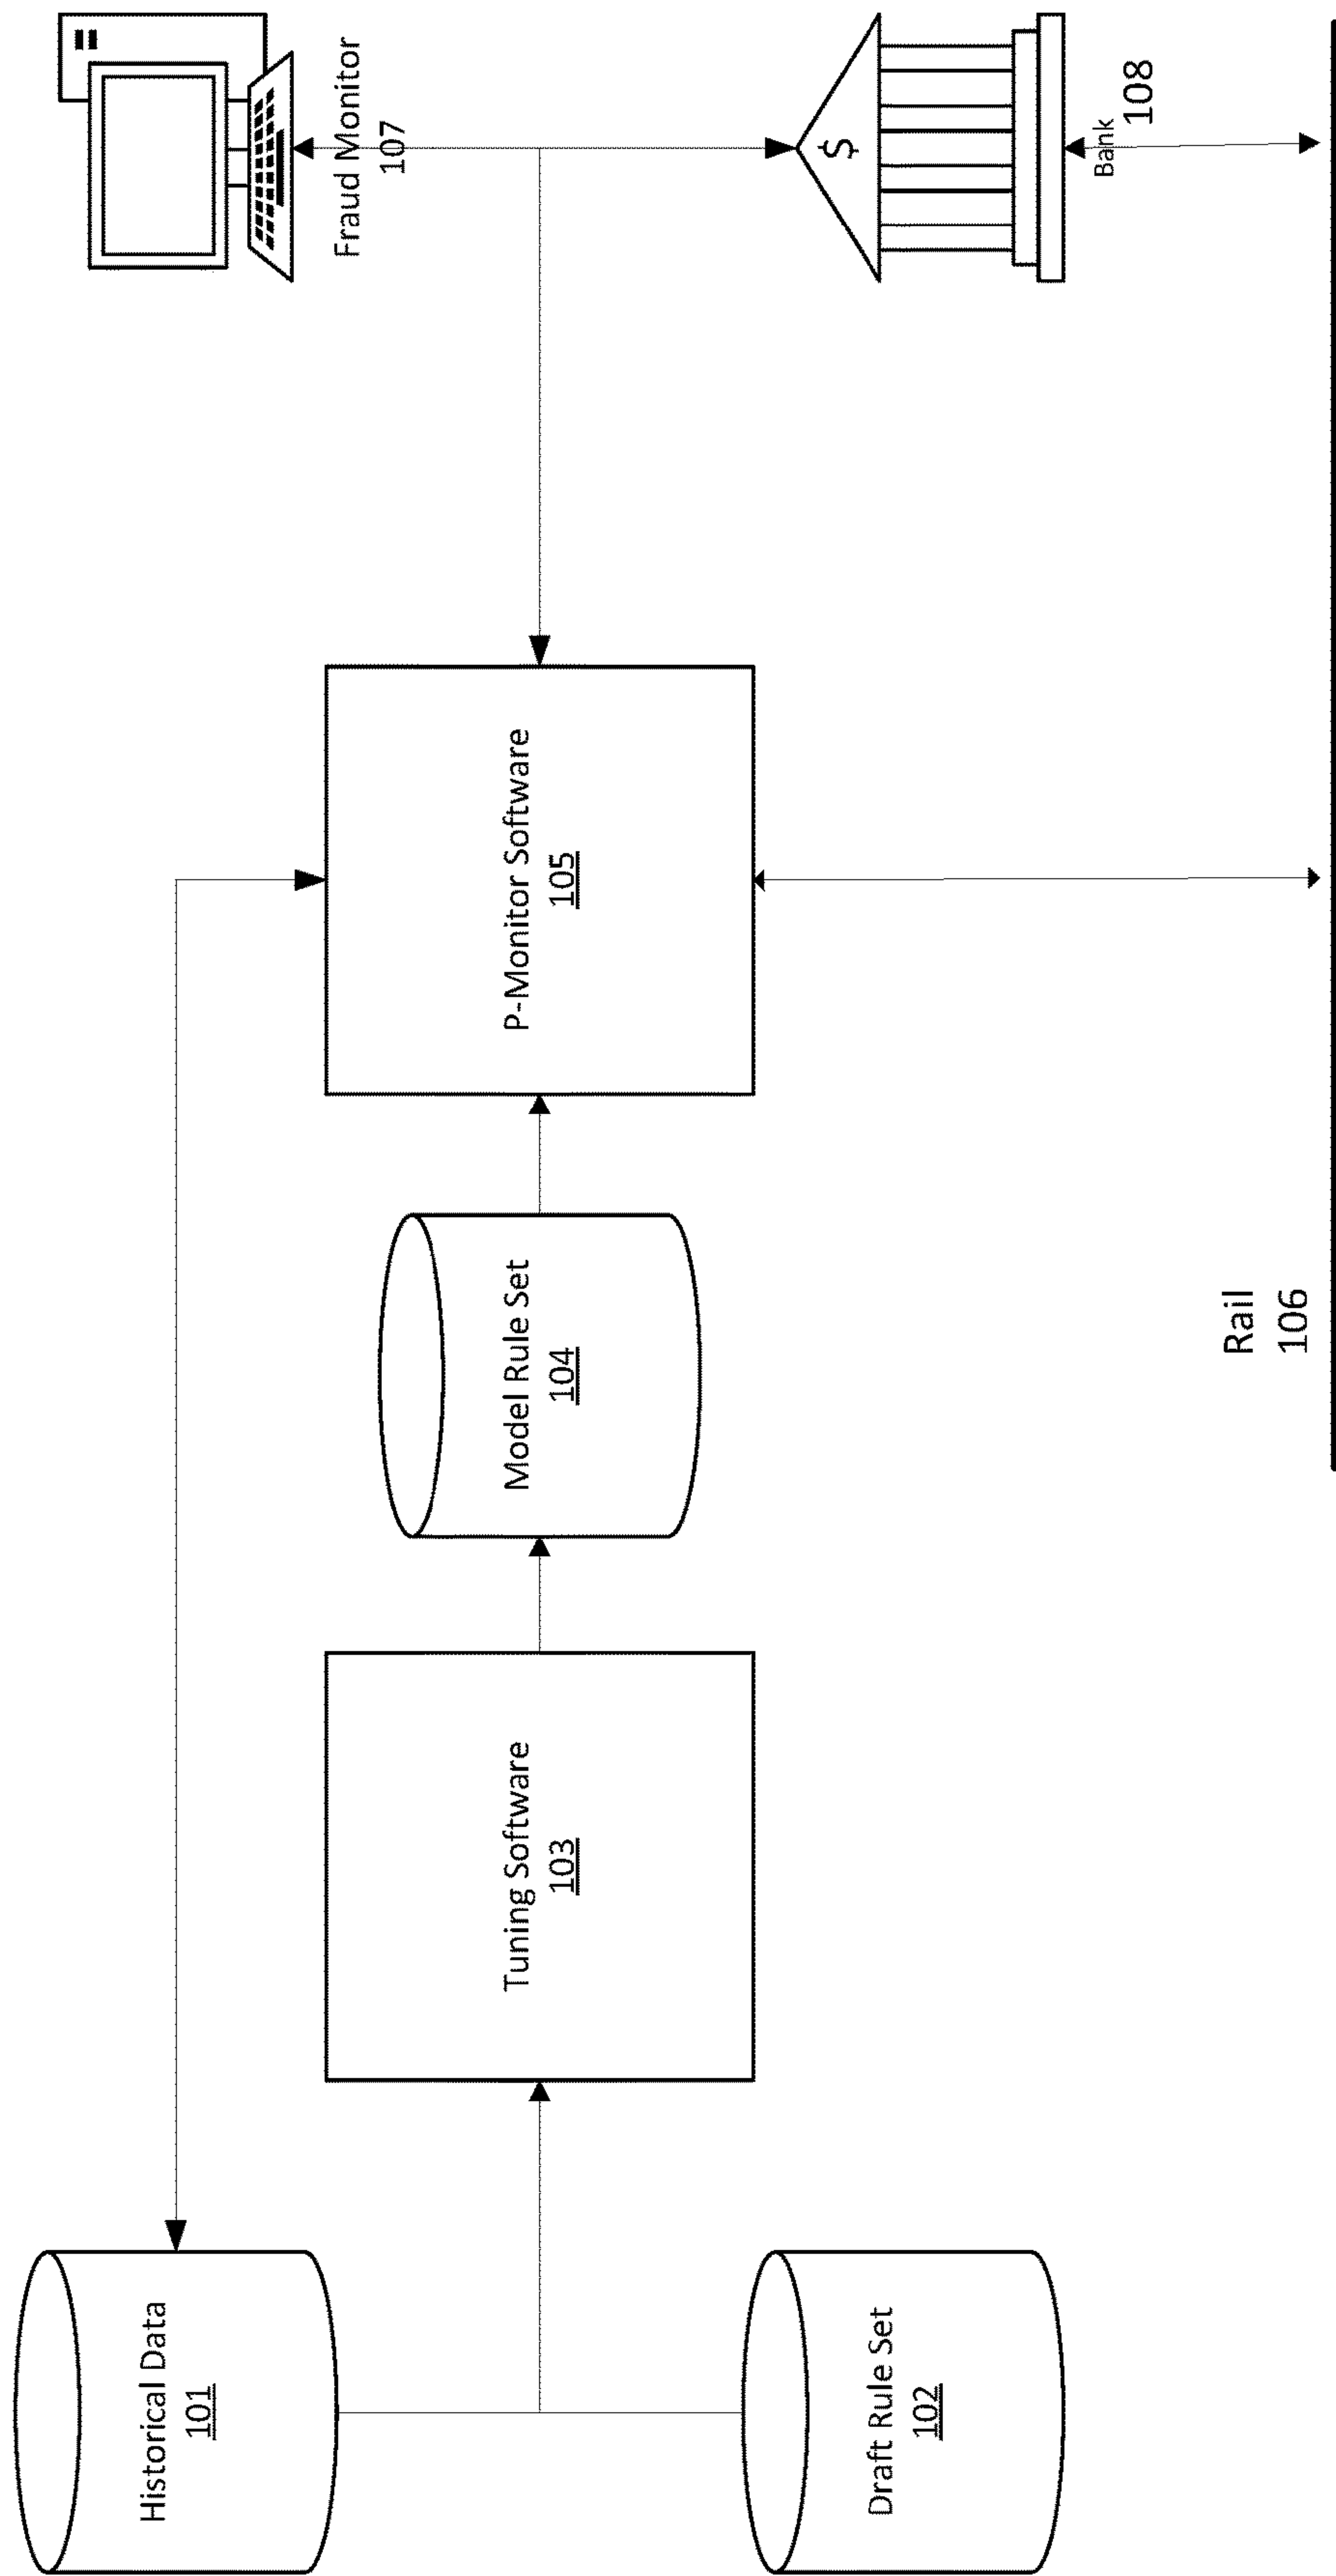 Historical Data
101
Draft Rule Set
102
Tuning Software
103
Model Rule Set
104
P-Monitor Software
105
Rail
106
Fraud Monitor
107
$
Bank
108